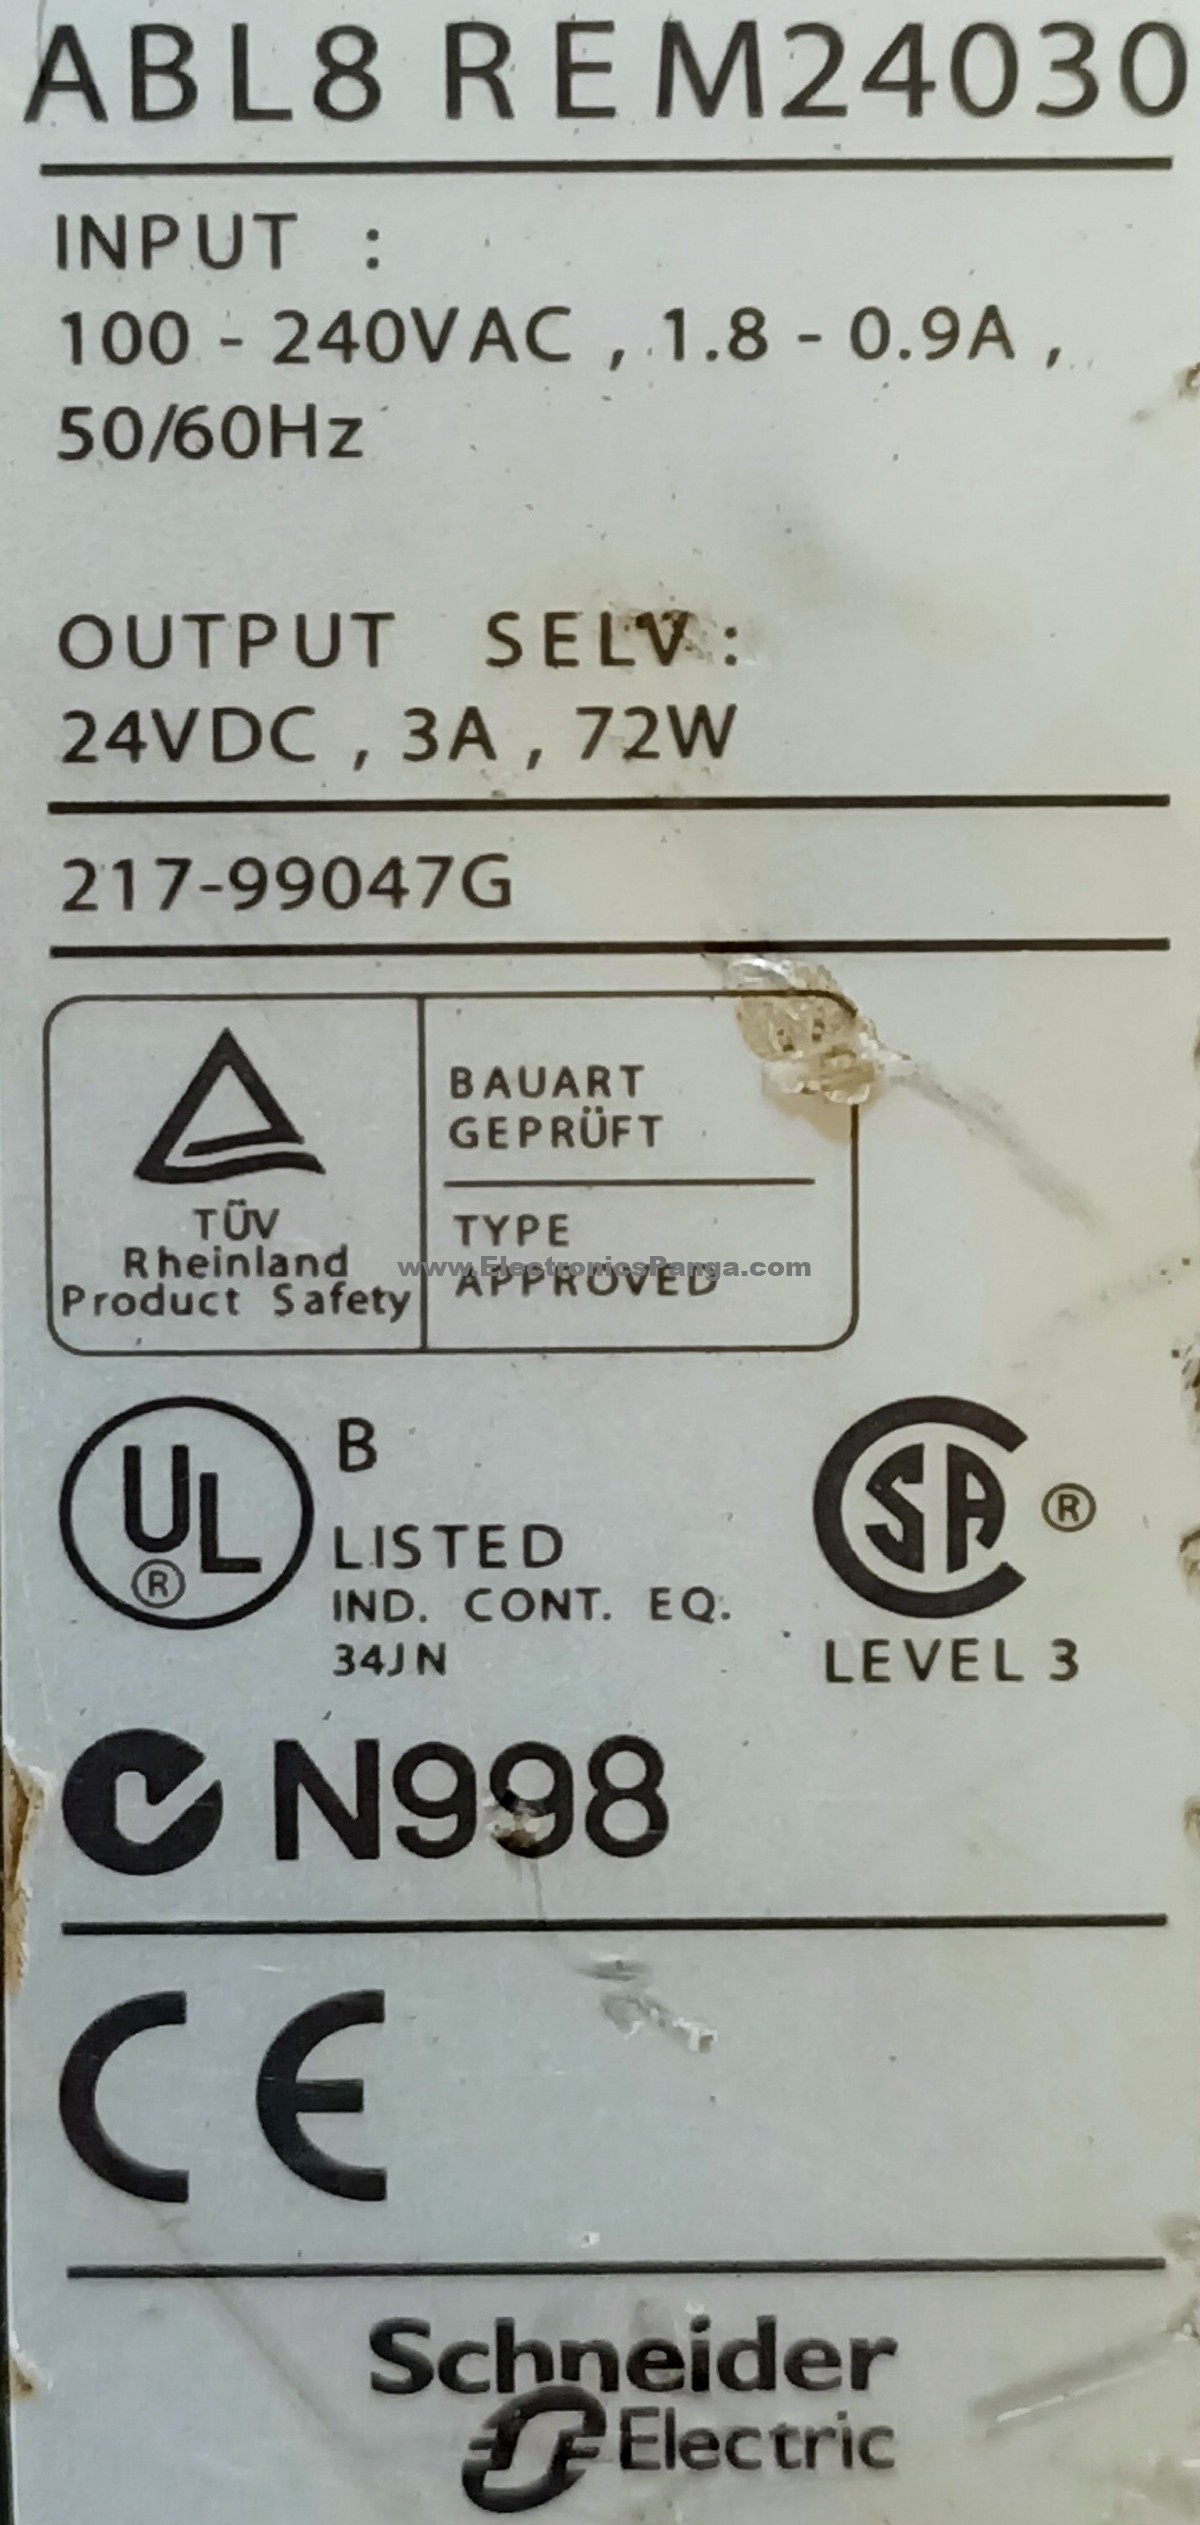 ABL8 REM24030
INPUT :
100 - 240VAC , 1.8 - 0.9A ,
50/60Hz
OUTPUT SELV :
24VDC , 3A , 72W
217-99047G
BAUART
GEPRÜFT
TÜV
Rheinland
Product Safety
TYPE
APPROVED
www.ElectronicsPanga.com
UL
®
B
LISTED
IND. CONT. EQ.
34JN
CSA ®
LEVEL 3
N998
CE
Schneider
Electric